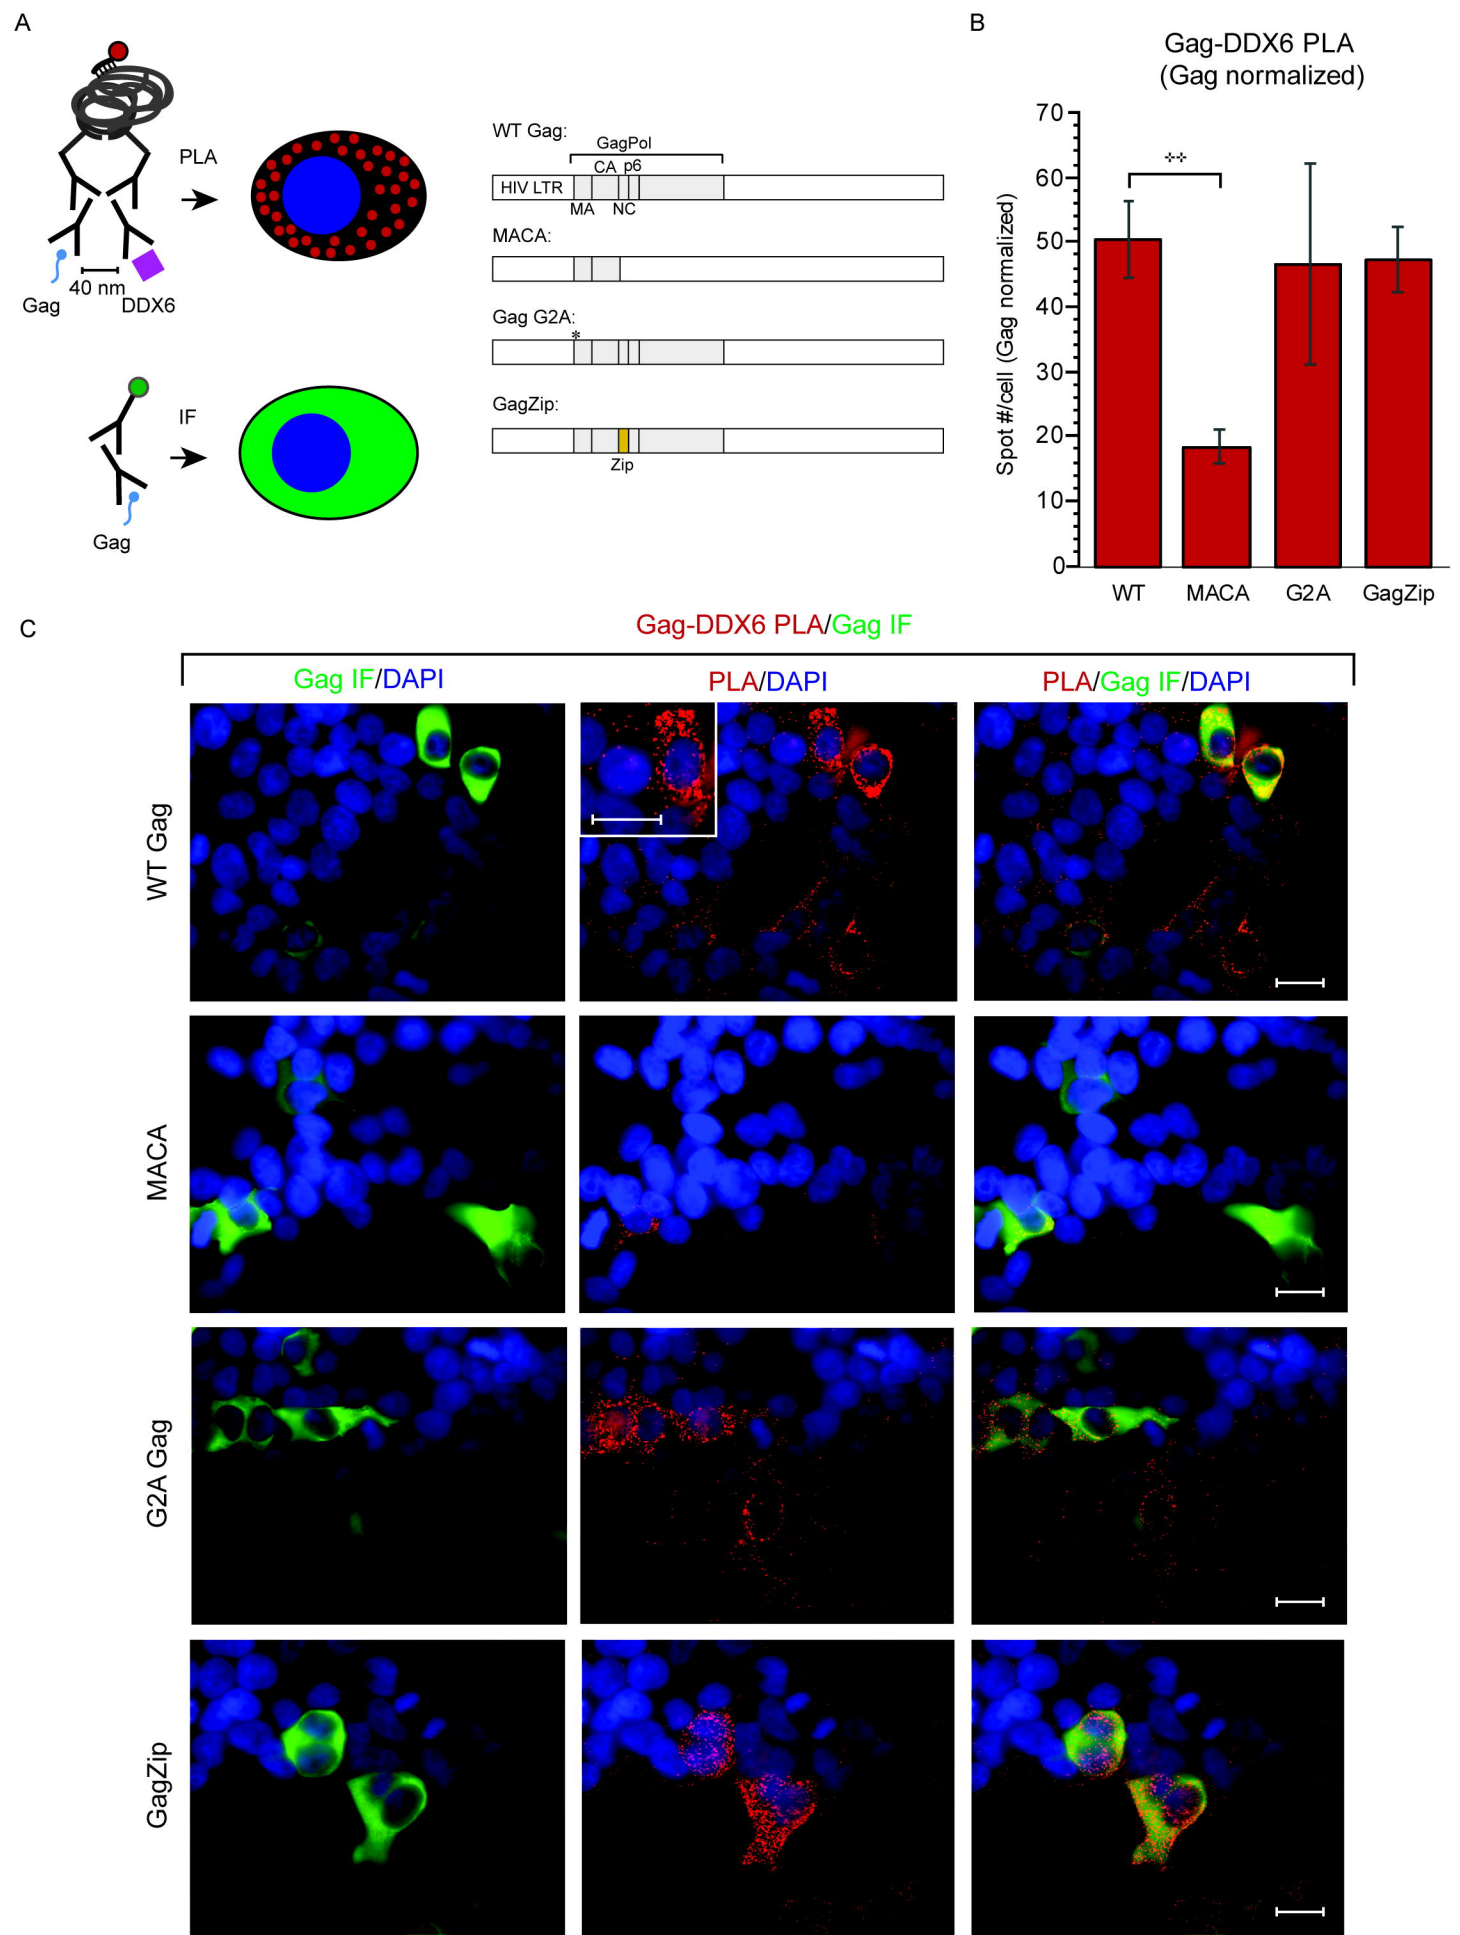 A
PLA
40 nm
Gag
DDX6
IF
Gag
WT Gag:
GagPol
CA p6
HIV LTR
MA NC
MACA:
Gag G2A:
*
GagZip:
Zip
B
Gag-DDX6 PLA
(Gag normalized)
Spot #/cell (Gag normalized)
70
60
50
40
30
20
10
0
**
WT MACA G2A GagZip
C
Gag-DDX6 PLA/Gag IF
Gag IF/DAPI PLA/DAPI PLA/Gag IF/DAPI
WT Gag
MACA
G2A Gag
GagZip